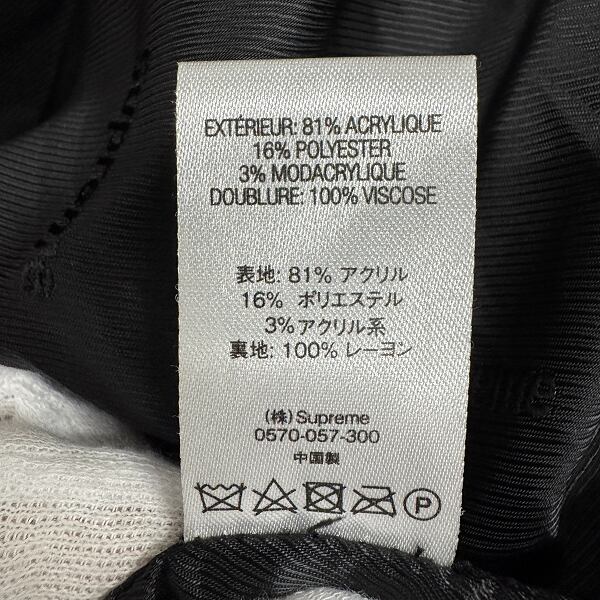 EXTÉRIEUR: 81% ACRYLIQUE
16% POLYESTER
3% MODACRYLIQUE
DOUBLURE: 100% VISCOSE
表地: 81% アクリル
16% ポリエステル
3%アクリル系
裏地: 100% レーヨン
(株) Supreme
0570-057-300
中国製
P